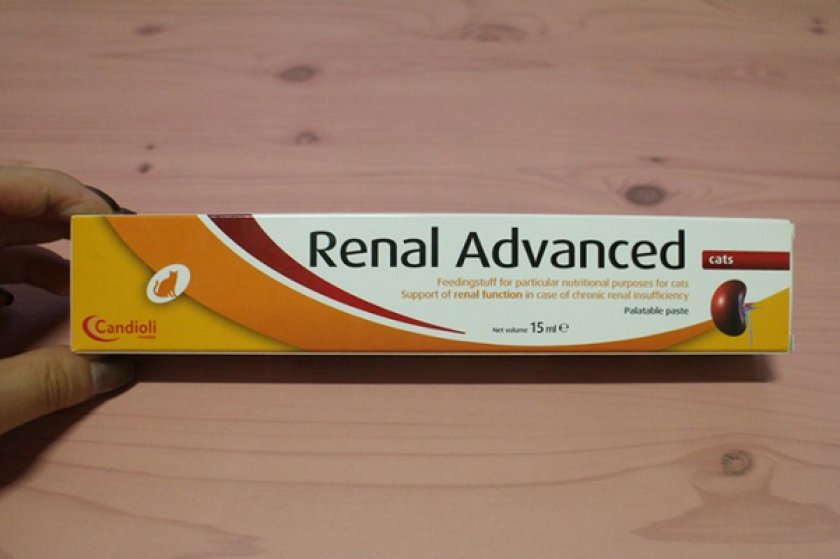 Renal Advanced
cats
Feedingstuff for particular nutritional purposes for cats
Support of renal function in case of chronic renal insufficiency
Palatable paste
Net volume 15 ml ℮
Candioli